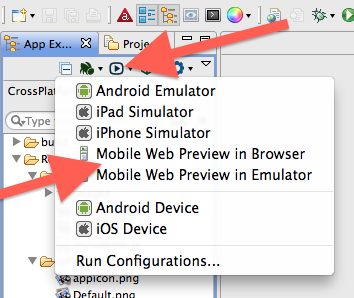 App Ex...
Proje
CrossPlat
Type
Android Emulator
iPad Simulator
iPhone Simulator
Mobile Web Preview in Browser
Mobile Web Preview in Emulator
Android Device
iOS Device
Run Configurations...
appicon.png
Default.png